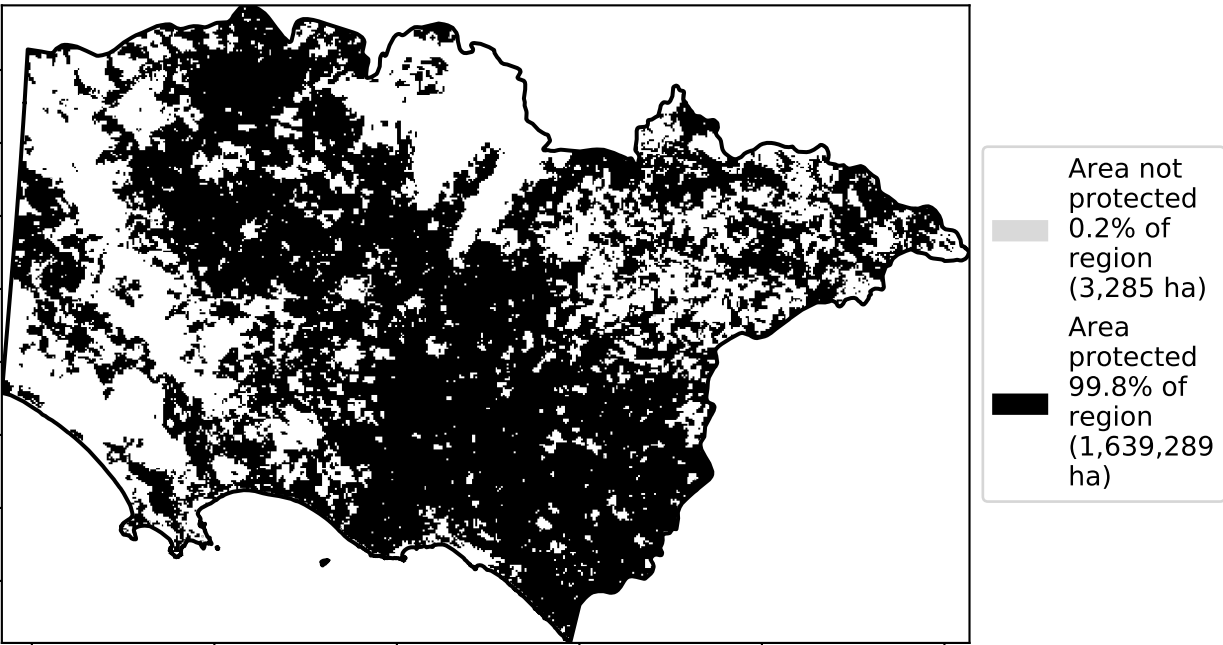 Area not
protected
0.2% of
region
(3,285 ha)
Area
protected
99.8% of
region
(1,639,289
ha)